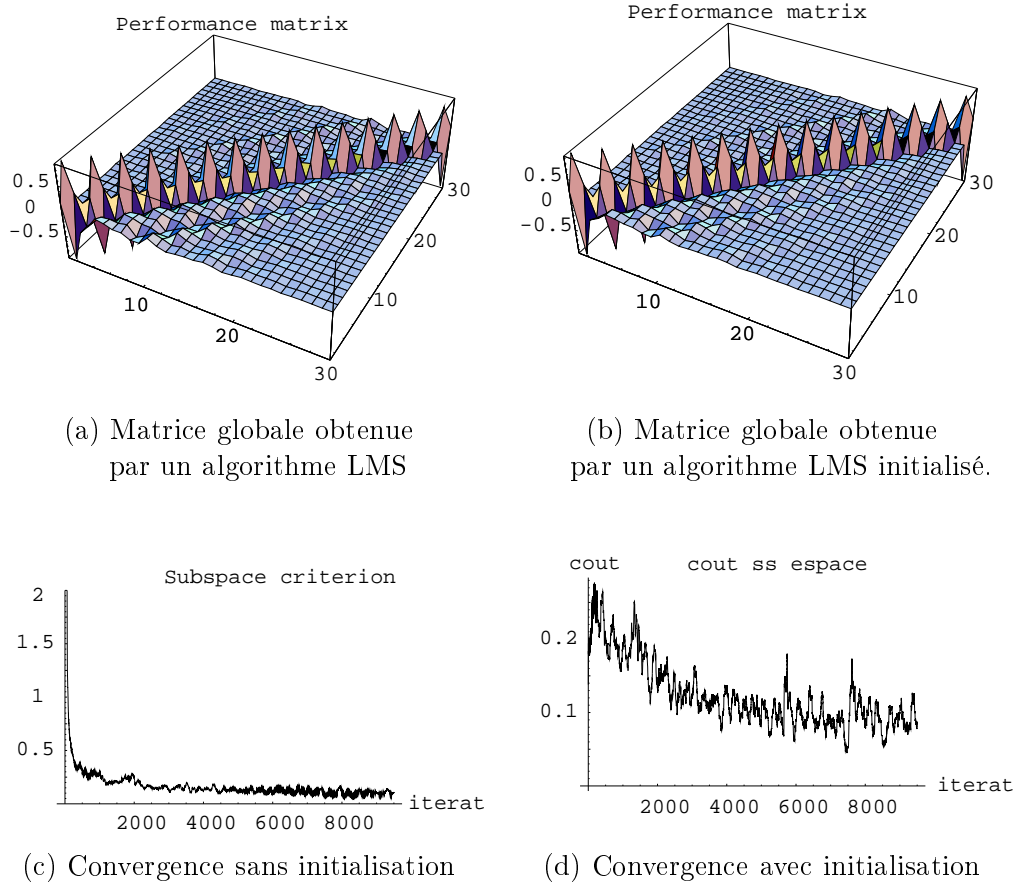 Performance matrix
0.5
0
-0.5
10
20
30
10
20
30
(a) Matrice globale obtenue
par un algorithme LMS
Performance matrix
0.5
0
-0.5
10
20
30
10
20
30
(b) Matrice globale obtenue
par un algorithme LMS initialisé.
Subspace criterion
2
1.5
1
0.5
2000 4000 6000 8000
iterat
(c) Convergence sans initialisation
cout
cout ss espace
0.2
0.1
2000 4000 6000 8000
iterat
(d) Convergence avec initialisation